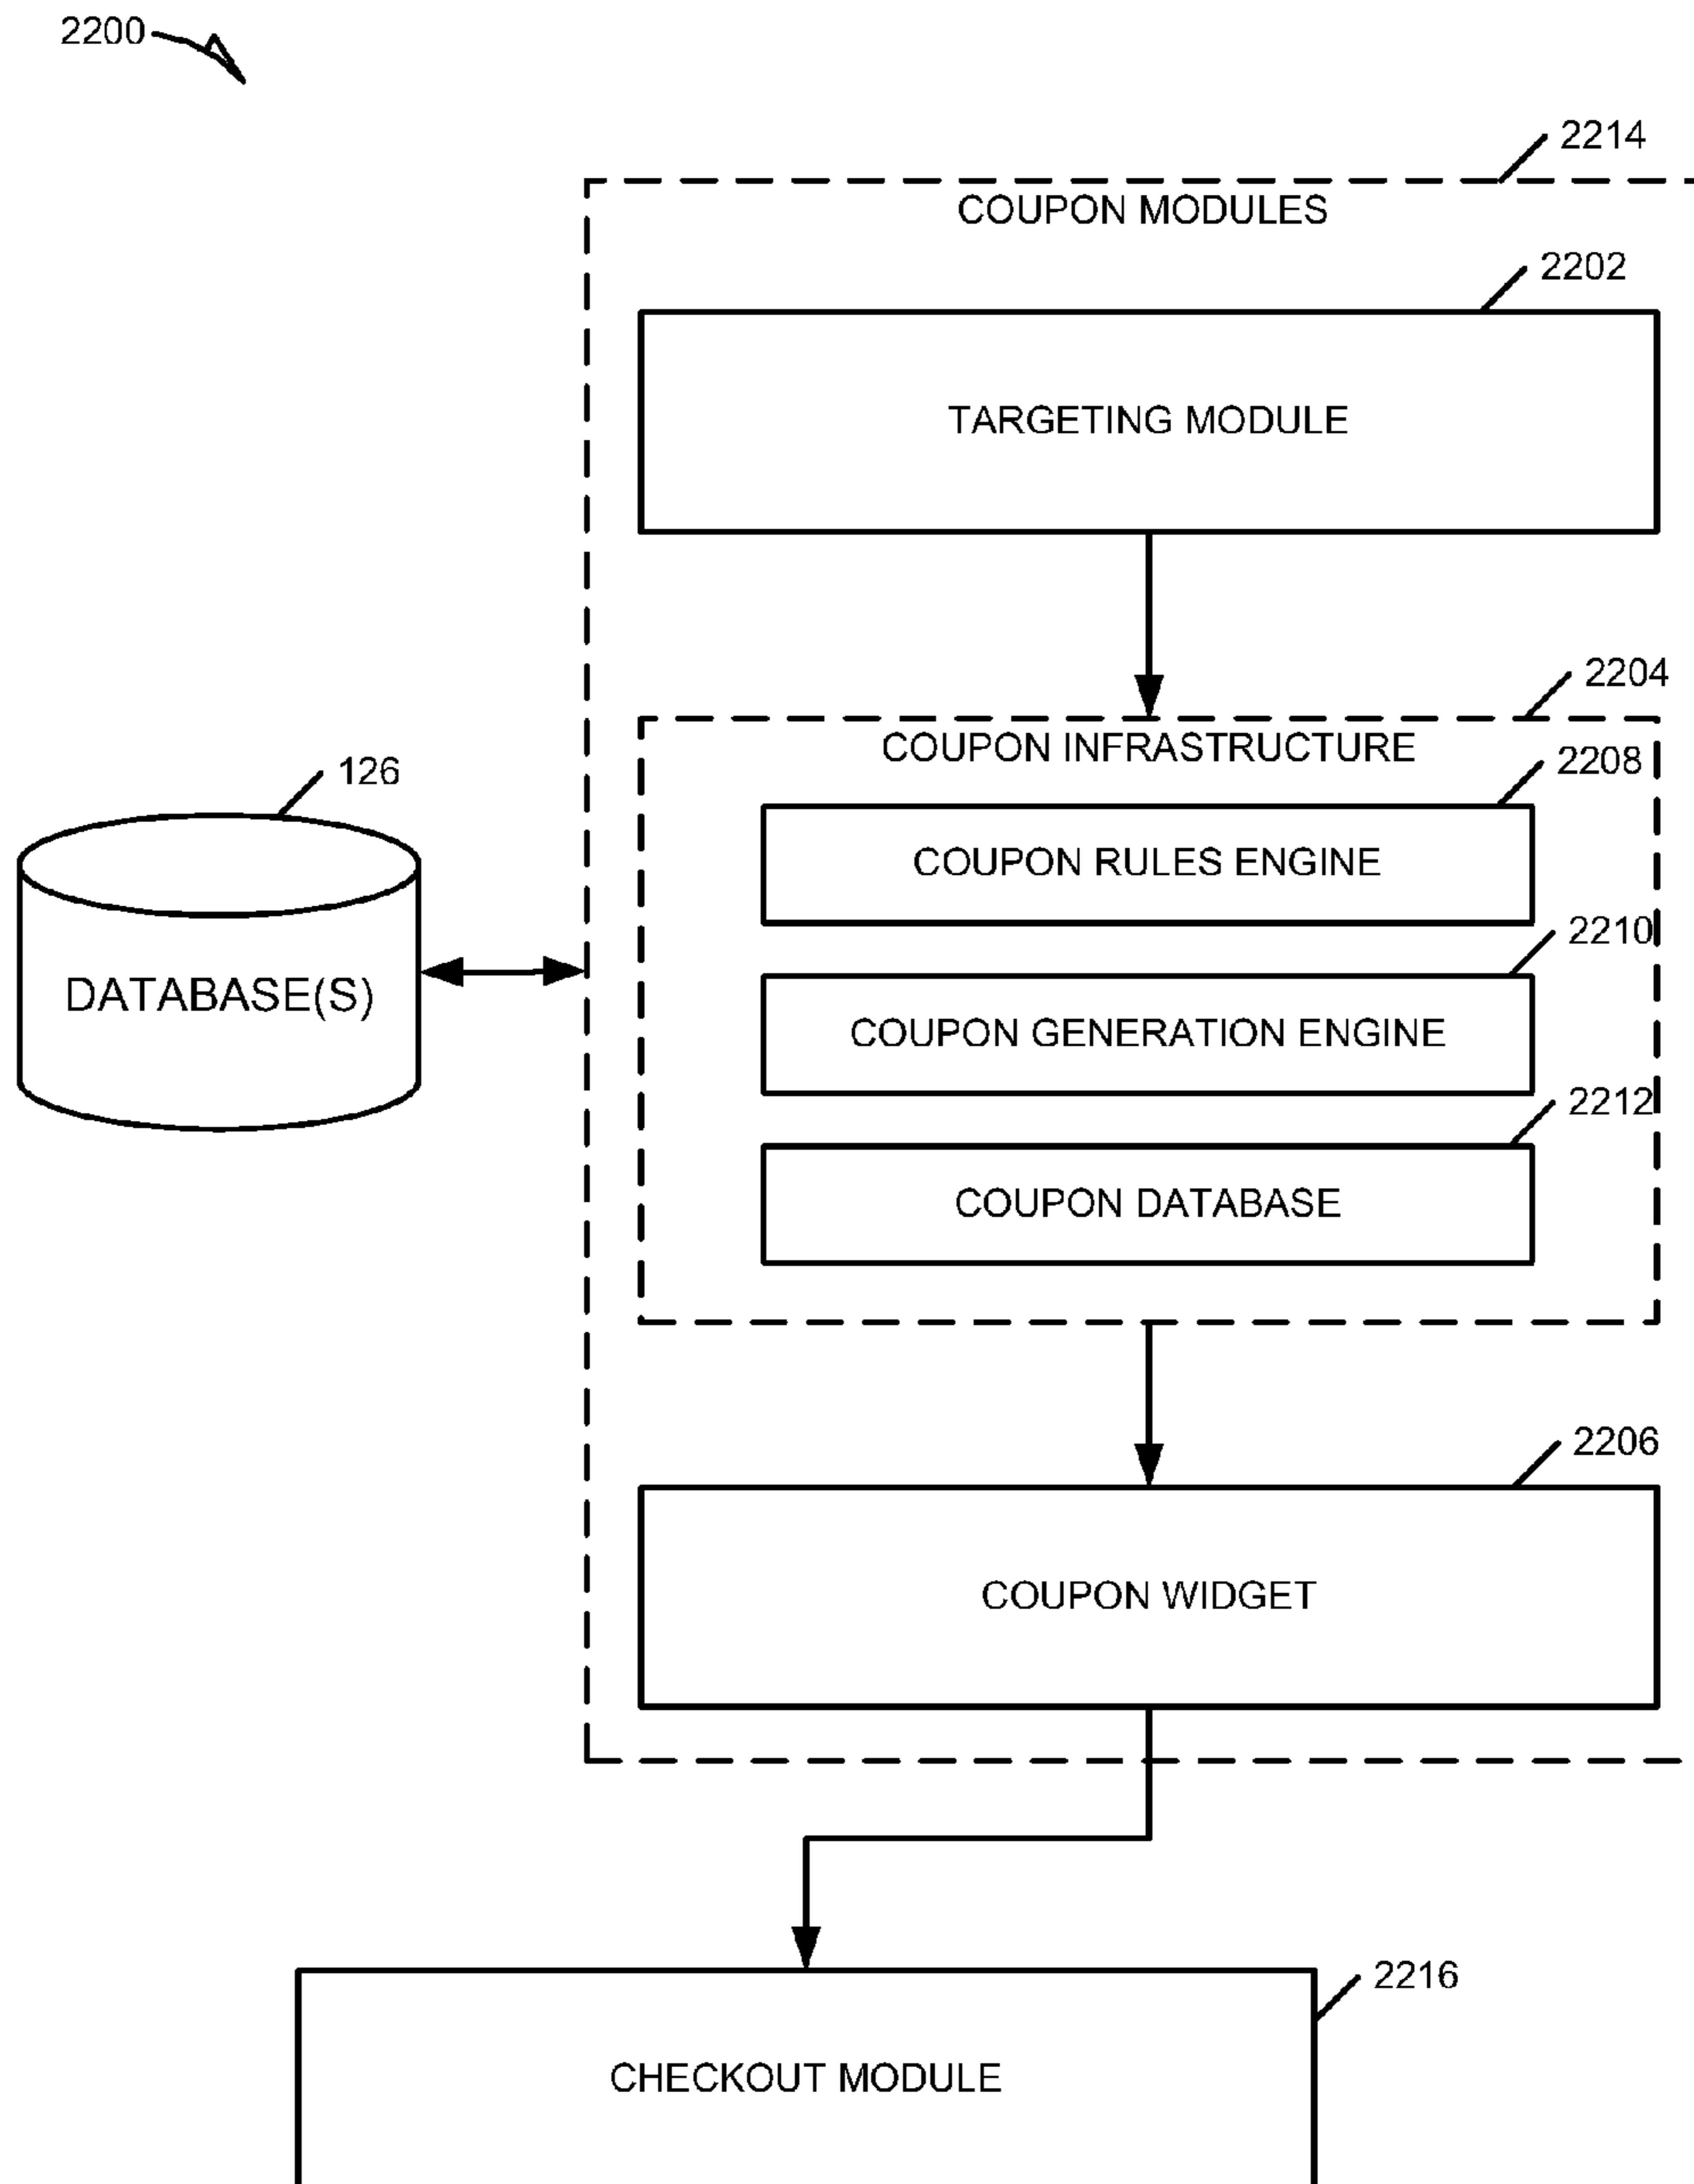 2200
2214
COUPON MODULES
2202
TARGETING MODULE
2204
COUPON INFRASTRUCTURE
2208
126
COUPON RULES ENGINE
2210
DATABASE(S)
COUPON GENERATION ENGINE
2212
COUPON DATABASE
2206
COUPON WIDGET
2216
CHECKOUT MODULE